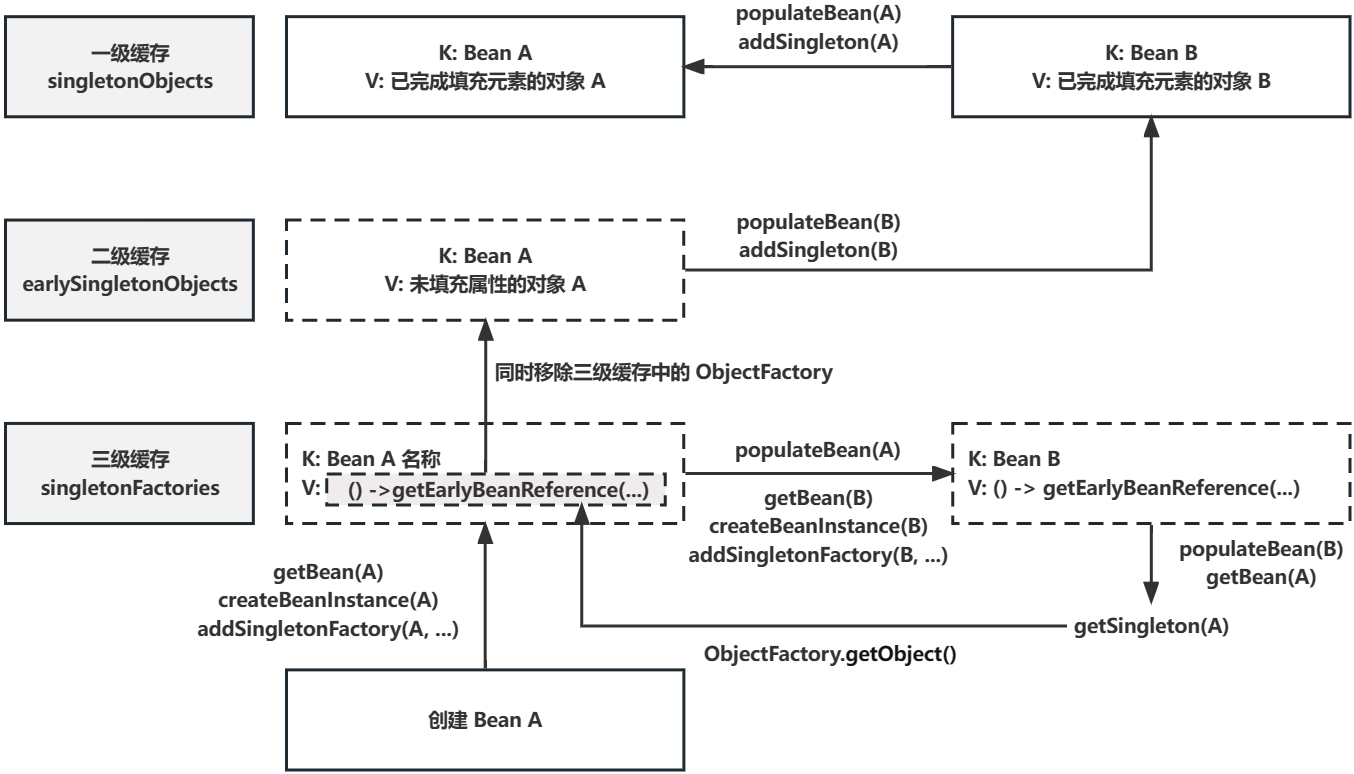 populateBean(A)
addSingleton(A)
一级缓存
singletonObjects
K: Bean A
V: 已完成填充元素的对象 A
K: Bean B
V: 已完成填充元素的对象 B
二级缓存
earlySingletonObjects
K: Bean A
V: 未填充属性的对象 A
populateBean(B)
addSingleton(B)
同时移除三级缓存中的 ObjectFactory
三级缓存
singletonFactories
K: Bean A 名称
V: () ->getEarlyBeanReference(...)
populateBean(A)
getBean(B)
createBeanInstance(B)
addSingletonFactory(B, ...)
K: Bean B
V: () -> getEarlyBeanReference(...)
populateBean(B)
getBean(A)
getBean(A)
createBeanInstance(A)
addSingletonFactory(A, ...)
getSingleton(A)
ObjectFactory.getObject()
创建 Bean A